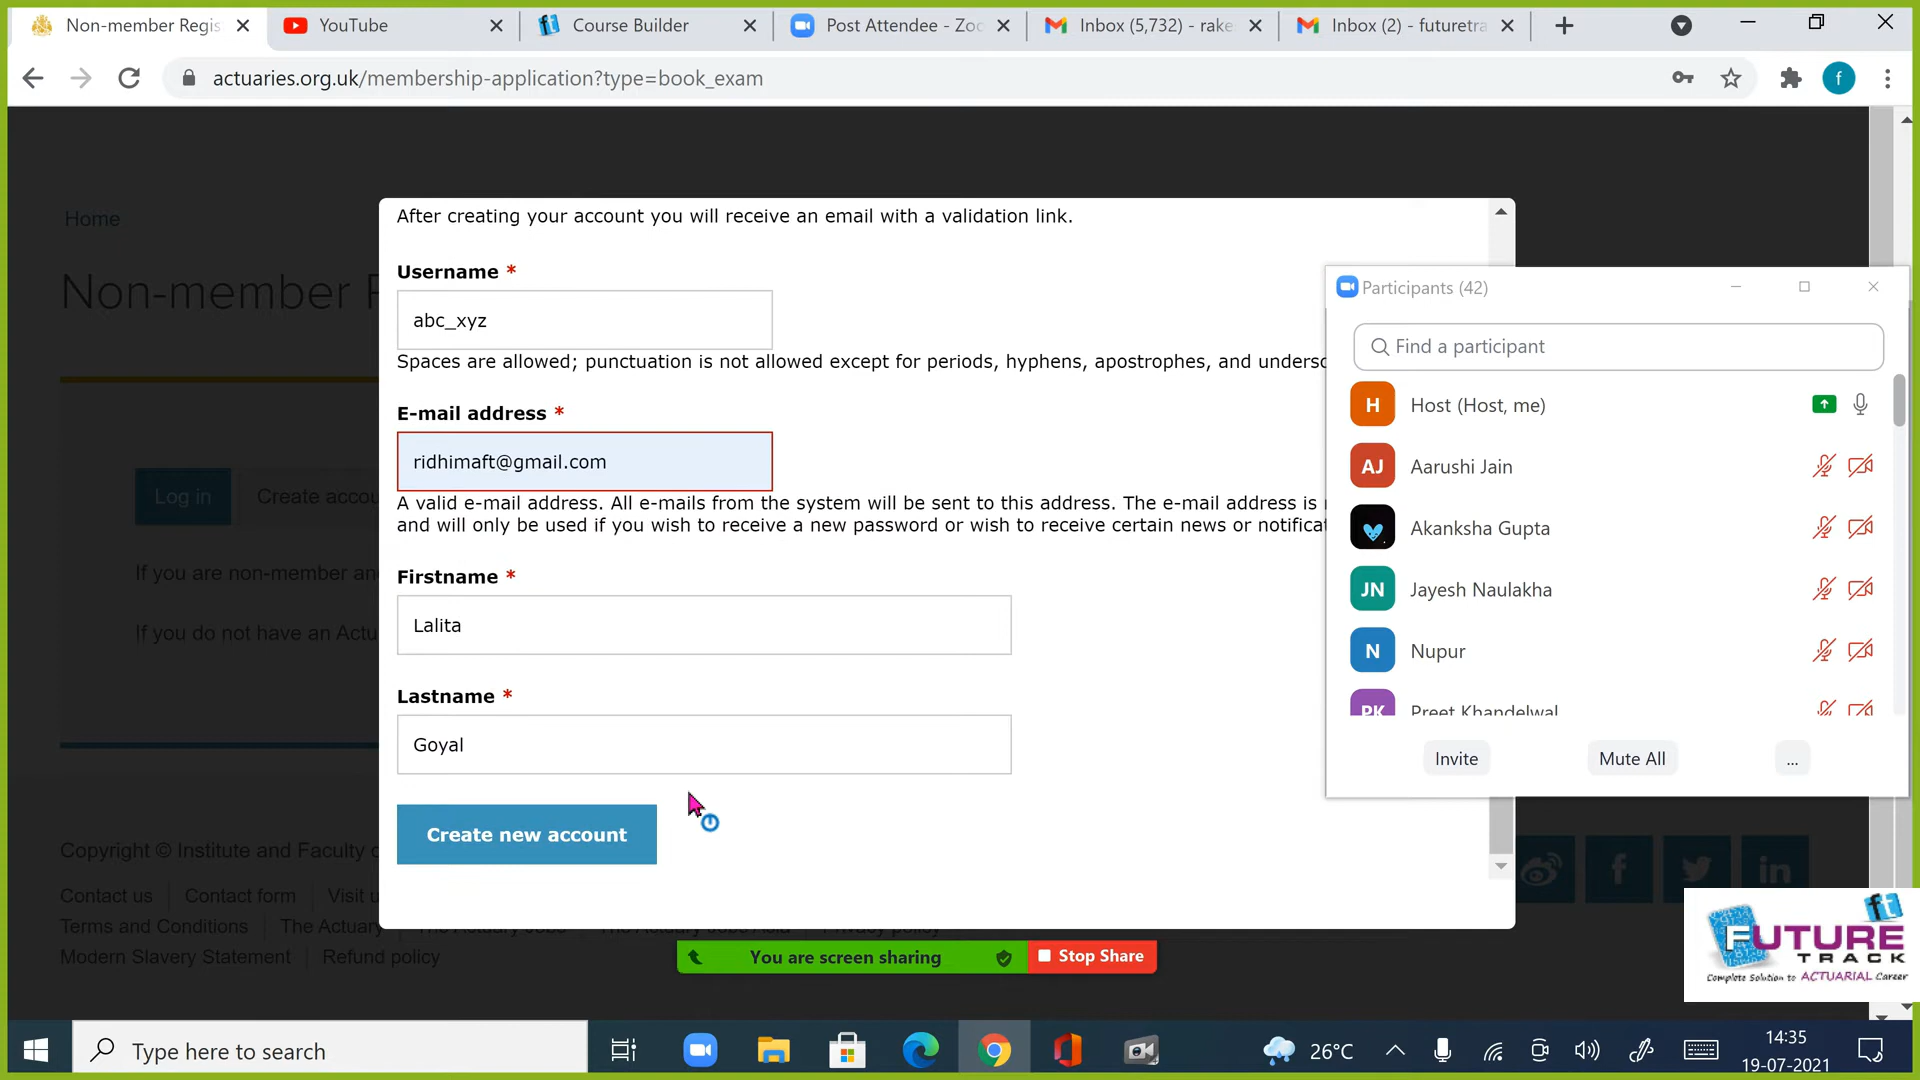 Non-member Regis
YouTube
Course Builder
Post Attendee - Zoo
Inbox (5,732) - rake
Inbox (2) - futuretra
actuaries.org.uk/membership-application?type=book_exam
f
Home
Non-member R
Log in
Create accou
If you are non-member an
If you do not have an Actu
After creating your account you will receive an email with a validation link.
Username *
abc_xyz
Spaces are allowed; punctuation is not allowed except for periods, hyphens, apostrophes, and undersc
E-mail address *
ridhimaft@gmail.com
A valid e-mail address. All e-mails from the system will be sent to this address. The e-mail address is
and will only be used if you wish to receive a new password or wish to receive certain news or notificat
Firstname *
Lalita
Lastname *
Goyal
Create new account
Participants (42)
Find a participant
H Host (Host, me)
AJ Aarushi Jain
Akanksha Gupta
JN Jayesh Naulakha
N Nupur
PK Preet Khandelwal
Invite
Mute All
...
Copyright © Institute and Faculty
Contact us
Contact form
Visit u
Terms and Conditions
The Actuary
Modern Slavery Statement
Refund policy
You are screen sharing
Stop Share
ft
FUTURE
TRACK
Complete Solution to ACTUARIAL Career
Type here to search
26°C
14:35
19-07-2021